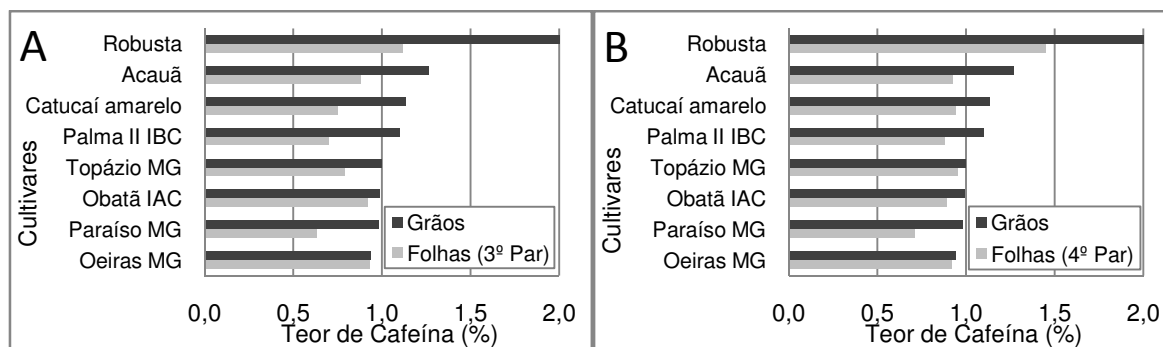 A
Cultivares
Robusta
Acauã
Catucaí amarelo
Palma II IBC
Topázio MG
Obatã IAC
Paraíso MG
Oeiras MG
Grãos
Folhas (3º Par)
0,0 0,5 1,0 1,5 2,0
Teor de Cafeína (%)
B
Cultivares
Robusta
Acauã
Catucaí amarelo
Palma II IBC
Topázio MG
Obatã IAC
Paraíso MG
Oeiras MG
Grãos
Folhas (4º Par)
0,0 0,5 1,0 1,5 2,0
Teor de Cafeína (%)